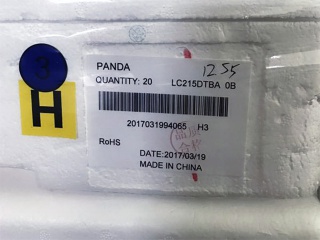 PANDA
1255
QUANTITY: 20 LC215DTBA 0B
2017031994065 H3
RoHS
DATE:2017/03/19
MADE IN CHINA
8
H